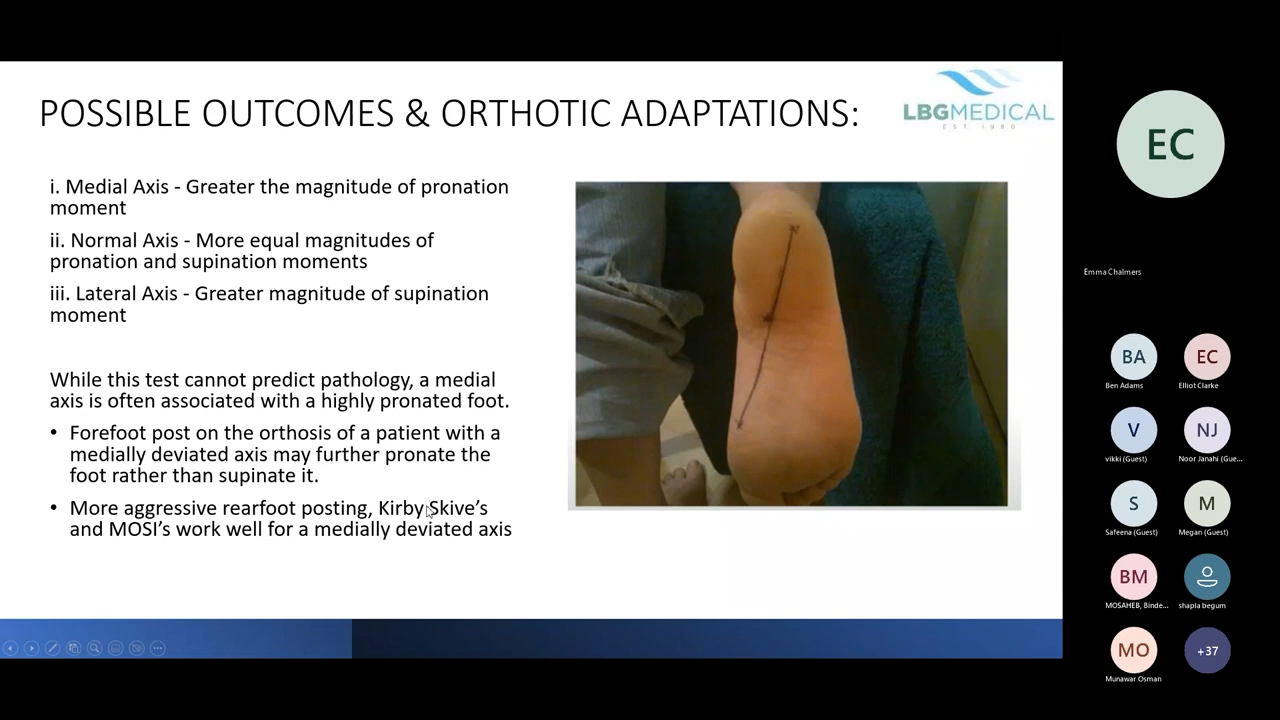 POSSIBLE OUTCOMES & ORTHOTIC ADAPTATIONS:
LBGMEDICAL
EST 1980
i. Medial Axis - Greater the magnitude of pronation
moment
ii. Normal Axis - More equal magnitudes of
pronation and supination moments
iii. Lateral Axis - Greater magnitude of supination
moment
While this test cannot predict pathology, a medial
axis is often associated with a highly pronated foot.
• Forefoot post on the orthosis of a patient with a
medially deviated axis may further pronate the
foot rather than supinate it.
• More aggressive rearfoot posting, Kirby Skive's
and MOSI's work well for a medially deviated axis
EC
Emma Chalmers
BA
Ben Adams
EC
Elliot Clarke
V
vikki (Guest)
NJ
Noor Janahi (Gue...
S
Safeena (Guest)
M
Megan (Guest)
BM
MOSAHEB, Binde...
shapla begum
MO
Munawar Osman
+37